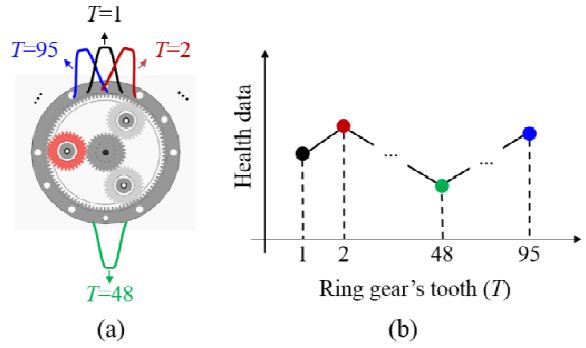 T=1
T=95
T=2
...
...
T=48
(a)
Health data
...
...
1 2 48 95
Ring gear's tooth (T)
(b)